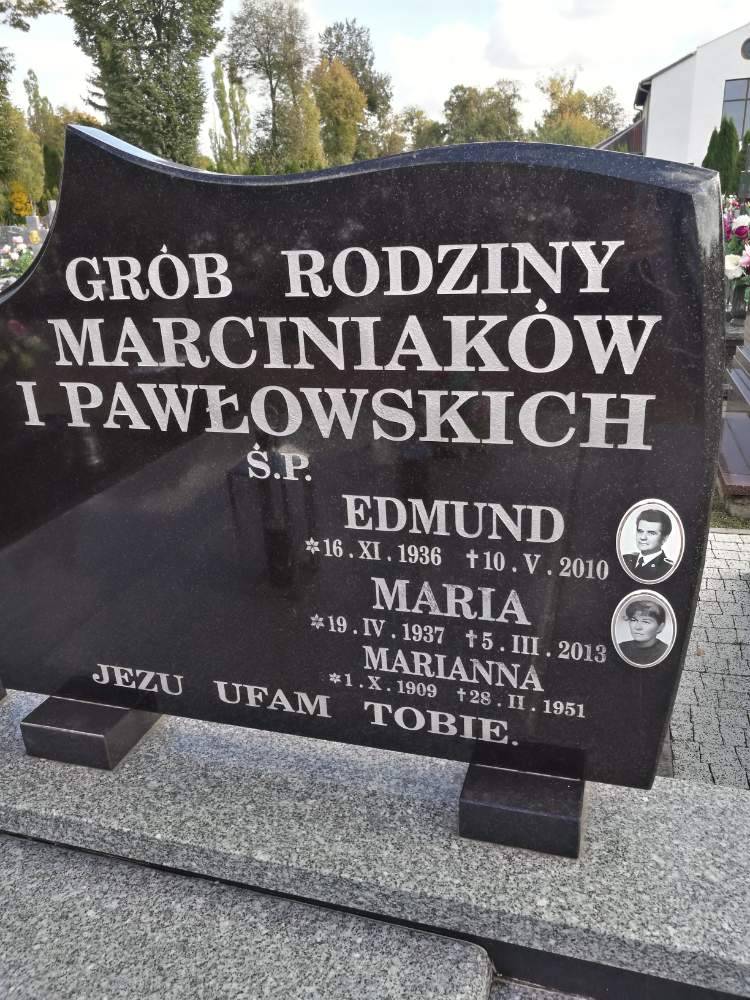 GRÓB RODZINY
MARCINIAKÓW
I PAWŁOWSKICH
Ś.P.
EDMUND
*16.XI.1936 †10.V.2010
MARIA
*19.IV.1937 †5.III.2013
MARIANNA
*1.X.1909 †28.II.1951
JEZU UFAM TOBIE.